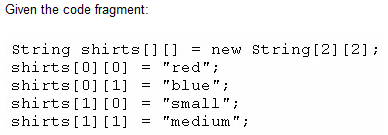 Given the code fragment:
String shirts[][] = new String[2][2];
shirts[0][0] = "red";
shirts[0][1] = "blue";
shirts[1][0] = "small";
shirts[1][1] = "medium";